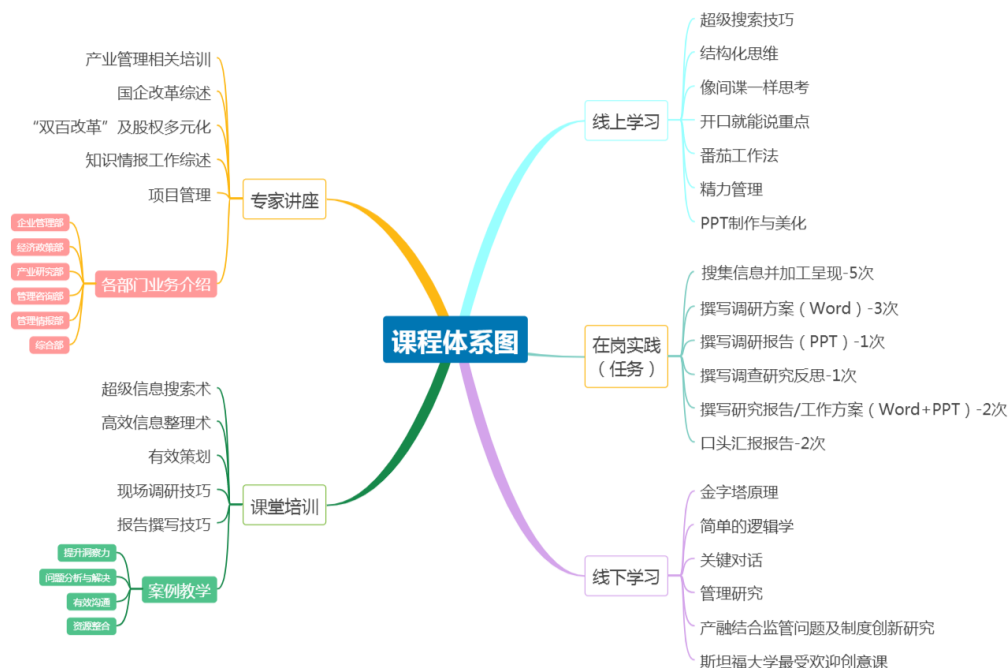 课程体系图
专家讲座
产业管理相关培训
国企改革综述
“双百改革”及股权多元化
知识情报工作综述
项目管理
各部门业务介绍
企业管理部
经济政策部
产业研究部
管理咨询部
管理情报部
综合部
课堂培训
超级信息搜索术
高效信息整理术
有效策划
现场调研技巧
报告撰写技巧
案例教学
提升洞察力
问题分析与解决
有效沟通
资源整合
线上学习
超级搜索技巧
结构化思维
像间谍一样思考
开口就能说重点
番茄工作法
精力管理
PPT制作与美化
在岗实践
（任务）
搜集信息并加工呈现-5次
撰写调研方案（Word）-3次
撰写调研报告（PPT）-1次
撰写调查研究反思-1次
撰写研究报告/工作方案（Word+PPT）-2次
口头汇报报告-2次
线下学习
金字塔原理
简单的逻辑学
关键对话
管理研究
产融结合监管问题及制度创新研究
斯坦福大学最受欢迎创意课